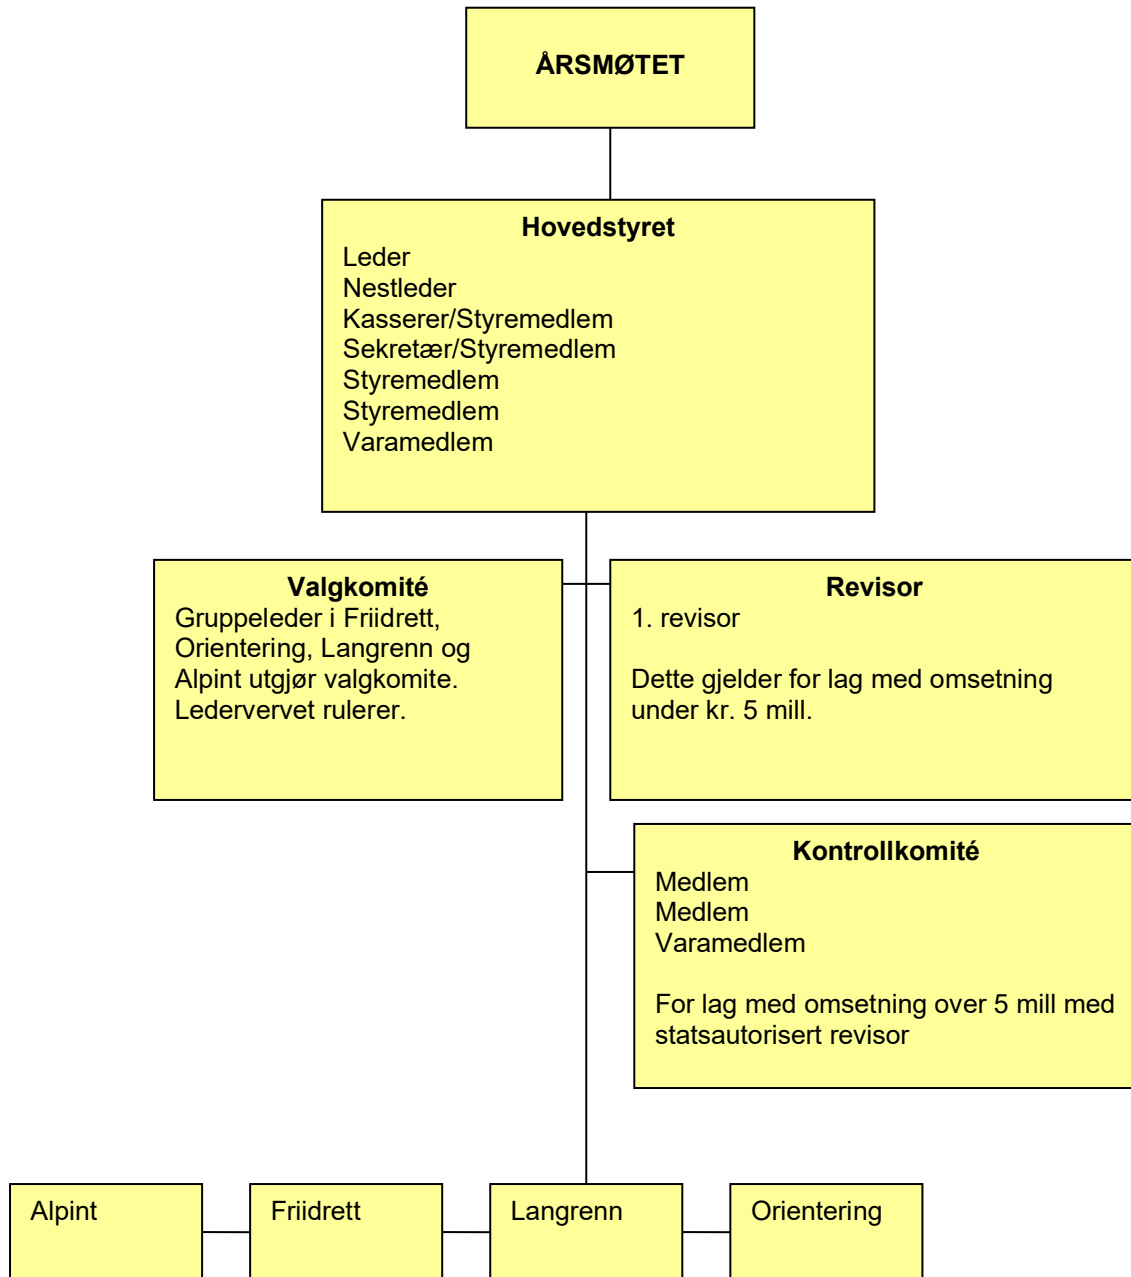 ÅRSMØTET
Hovedstyret
Leder
Nestleder
Kasserer/Styremedlem
Sekretær/Styremedlem
Styremedlem
Styremedlem
Varamedlem
Valgkomité
Gruppeleder i Friidrett,
Orientering, Langrenn og
Alpint utgjør valgkomite.
Ledervervet rulerer.
Revisor
1. revisor
Dette gjelder for lag med omsetning
under kr. 5 mill.
Kontrollkomité
Medlem
Medlem
Varamedlem
For lag med omsetning over 5 mill med
statsautorisert revisor
Alpint
Friidrett
Langrenn
Orientering